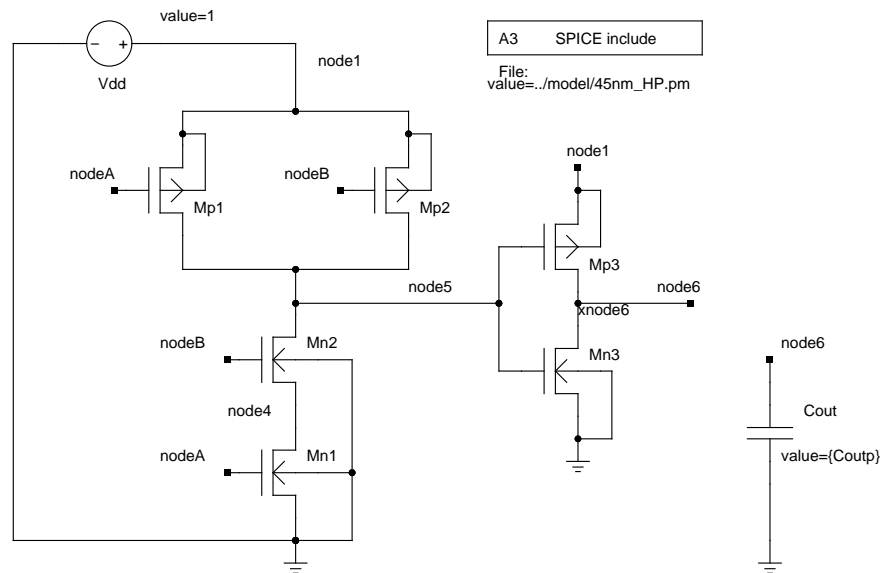 value=1
Vdd
node1
A3 SPICE include
File:
value=../model/45nm_HP.pm
nodeA
Mp1
nodeB
Mp2
node1
Mp3
node5
node6
xnode6
nodeB
Mn2
Mn3
node6
node4
Cout
nodeA
Mn1
value={Coutp}